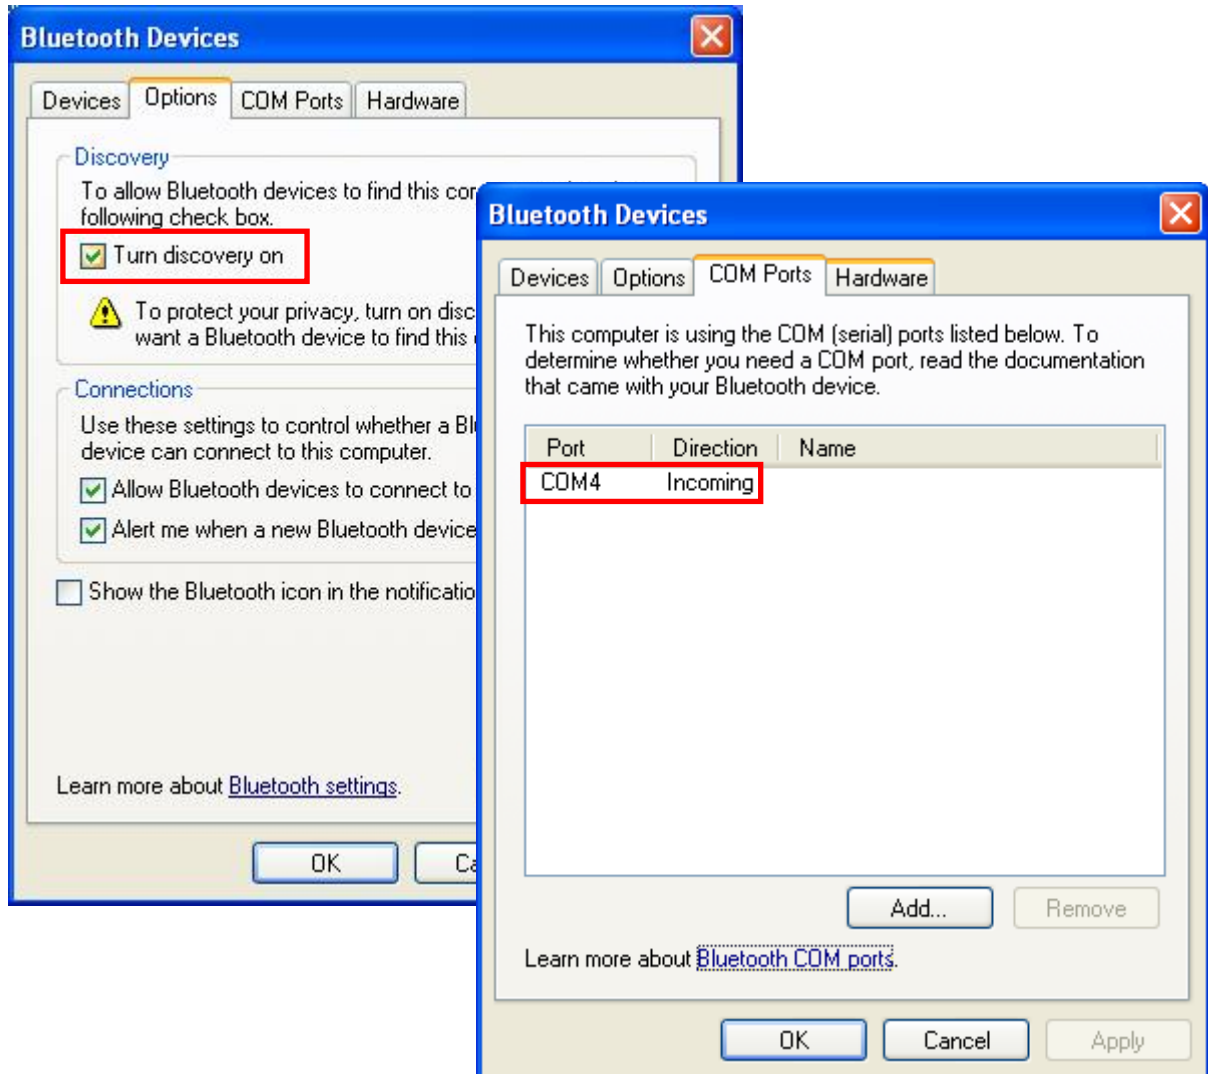 Bluetooth Devices
Devices Options COM Ports Hardware
Discovery
To allow Bluetooth devices to find this
following check box.
Turn discovery on
To protect your privacy, turn on
want a Bluetooth device to find this
Connections
Use these settings to control whether a
device can connect to this computer.
Allow Bluetooth devices to connect to
Alert me when a new Bluetooth device
Show the Bluetooth icon in the
Learn more about Bluetooth settings.
OK
Bluetooth Devices
Devices Options COM Ports Hardware
This computer is using the COM (serial) ports listed below. To
determine whether you need a COM port, read the documentation
that came with your Bluetooth device.
Port Direction Name
COM4 Incoming
Add... Remove
Learn more about Bluetooth COM ports.
OK Cancel Apply